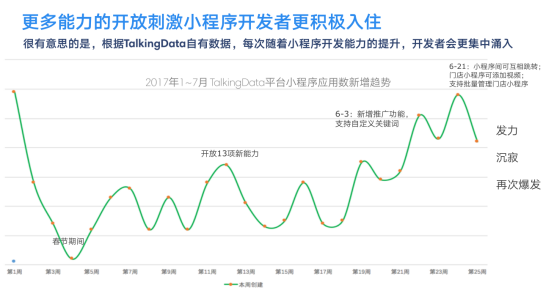 更多能力的开放刺激小程序开发者更积极入住
很有意思的是，根据TalkingData自有数据，每次随着小程序开发能力的提升，开发者会更集中涌入
2017年1~7月 TalkingData平台小程序应用数新增趋势
6-21：小程序间可互相跳转；
门店小程序可添加视频；
支持批量管理门店小程序
6-3：新增推广功能，
支持自定义关键词
开放13项新能力
春节期间
发力
沉寂
再次爆发
第1周 第3周 第5周 第7周 第9周 第11周 第13周 第15周 第17周 第19周 第21周 第23周 第25周
本周创建